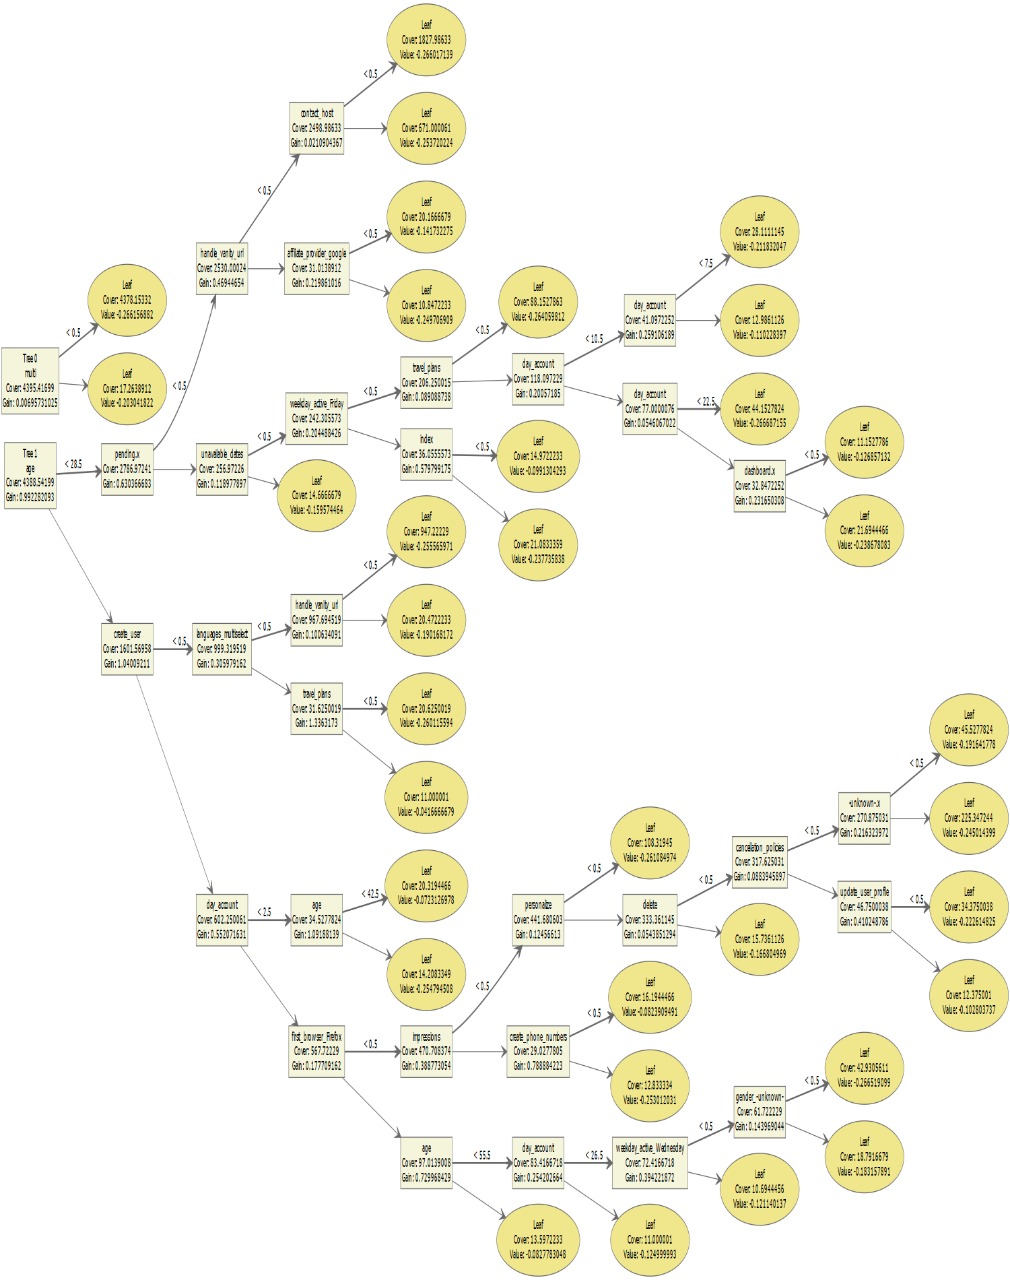 Leaf
Cover: 1827.98633
Value: -0.266017139
< 0.5
contact_host
Cover: 2498.98633
Gain: 0.0210904367
Leaf
Cover: 671.000061
Value: -0.253720224
< 0.5
Leaf
Cover: 20.1666679
Value: -0.141732275
< 0.5
handle_vanity_url
Cover: 2530.00024
Gain: 0.46944654
affiliate_provider_google
Cover: 31.0138912
Gain: 0.219861016
Leaf
Cover: 10.8472233
Value: -0.249706909
Leaf
Cover: 28.1111145
Value: -0.211832047
< 7.5
Leaf
Cover: 4378.15332
Value: -0.266156882
< 0.5
Leaf
Cover: 88.1527863
Value: -0.264059812
< 0.5
day_account
Cover: 41.0972252
Gain: 0.259106189
Leaf
Cover: 12.9861126
Value: -0.110228397
< 10.5
Tree 0
multi
Cover: 4395.41699
Gain: 0.00695731025
Leaf
Cover: 17.2638912
Value: -0.203041822
< 0.5
travel_plans
Cover: 206.250015
Gain: 0.089088738
day_account
Cover: 118.097229
Gain: 0.20057185
< 0.5
weekday_active_Friday
Cover: 242.305573
Gain: 0.204488426
day_account
Cover: 77.0000076
Gain: 0.0546067022
< 22.5
Leaf
Cover: 44.1527824
Value: -0.266687155
Tree 1
age
Cover: 4388.54199
Gain: 0.992282093
< 28.5
pending.x
Cover: 2786.97241
Gain: 0.630366683
unavailable_dates
Cover: 256.97226
Gain: 0.118977897
< 0.5
index
Cover: 36.0555573
Gain: 0.579799175
< 0.5
Leaf
Cover: 14.9722233
Value: -0.0991304293
Leaf
Cover: 11.1527786
Value: -0.126857132
< 0.5
dashboard.x
Cover: 32.8472252
Gain: 0.231650308
Leaf
Cover: 14.6666679
Value: -0.159574464
Leaf
Cover: 21.0833359
Value: -0.237735838
Leaf
Cover: 21.6944466
Value: -0.238678083
Leaf
Cover: 947.22229
Value: -0.255565971
< 0.5
handle_vanity_url
Cover: 967.694519
Gain: 0.100634091
Leaf
Cover: 20.4722233
Value: -0.190168172
create_user
Cover: 1601.56958
Gain: 1.04009211
< 0.5
languages_multiselect
Cover: 999.319519
Gain: 0.305979162
< 0.5
travel_plans
Cover: 31.6250019
Gain: 1.3363173
< 0.5
Leaf
Cover: 20.6250019
Value: -0.260115594
Leaf
Cover: 11.000001
Value: -0.0416666679
Leaf
Cover: 45.5277824
Value: -0.191641778
< 0.5
-unknown-.x
Cover: 270.875031
Gain: 0.216323972
Leaf
Cover: 225.347244
Value: -0.245014399
Leaf
Cover: 108.31945
Value: -0.261084974
< 0.5
cancellation_policies
Cover: 317.625031
Gain: 0.0883945897
< 0.5
Leaf
Cover: 20.3194466
Value: -0.0723126978
< 42.5
day_account
Cover: 602.250061
Gain: 0.552071631
< 2.5
age
Cover: 34.5277824
Gain: 1.09188139
personalize
Cover: 441.680603
Gain: 0.12456613
delete
Cover: 333.361145
Gain: 0.0543851294
< 0.5
update_user_profile
Cover: 46.7500038
Gain: 0.410248786
< 0.5
Leaf
Cover: 34.3750038
Value: -0.222614825
Leaf
Cover: 15.7361126
Value: -0.166804969
Leaf
Cover: 14.2083349
Value: -0.254794508
Leaf
Cover: 12.375001
Value: -0.102803737
< 0.5
Leaf
Cover: 16.1944466
Value: -0.0823909491
< 0.5
first_browser_Firefox
Cover: 567.72229
Gain: 0.177709162
< 0.5
impressions
Cover: 470.708374
Gain: 0.388773054
create_phone_numbers
Cover: 29.0277805
Gain: 0.788884223
Leaf
Cover: 12.833334
Value: -0.253012031
Leaf
Cover: 42.9305611
Value: -0.266519099
< 0.5
gender_-unknown-
Cover: 61.722229
Gain: 0.143969044
< 0.5
age
Cover: 97.0139008
Gain: 0.729968429
< 55.5
day_account
Cover: 83.4166718
Gain: 0.254202664
< 26.5
weekday_active_Wednesday
Cover: 72.4166718
Gain: 0.394221872
Leaf
Cover: 18.7916679
Value: -0.183157891
Leaf
Cover: 10.6944456
Value: -0.121140137
Leaf
Cover: 13.5972233
Value: -0.0827783048
Leaf
Cover: 11.000001
Value: -0.124999993